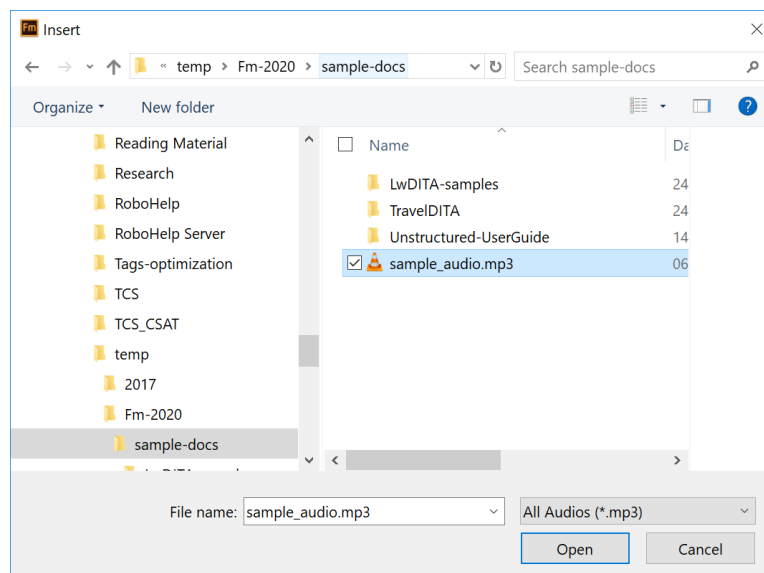 Fm Insert
« temp › Fm-2020 › sample-docs
Search sample-docs
Organize
New folder
?
Reading Material
Research
RoboHelp
RoboHelp Server
Tags-optimization
TCS
TCS_CSAT
temp
2017
Fm-2020
sample-docs
Name
LwDITA-samples 24
TravelDITA 24
Unstructured-UserGuide 14
sample_audio.mp3 06
File name: sample_audio.mp3
All Audios (*.mp3)
Open
Cancel